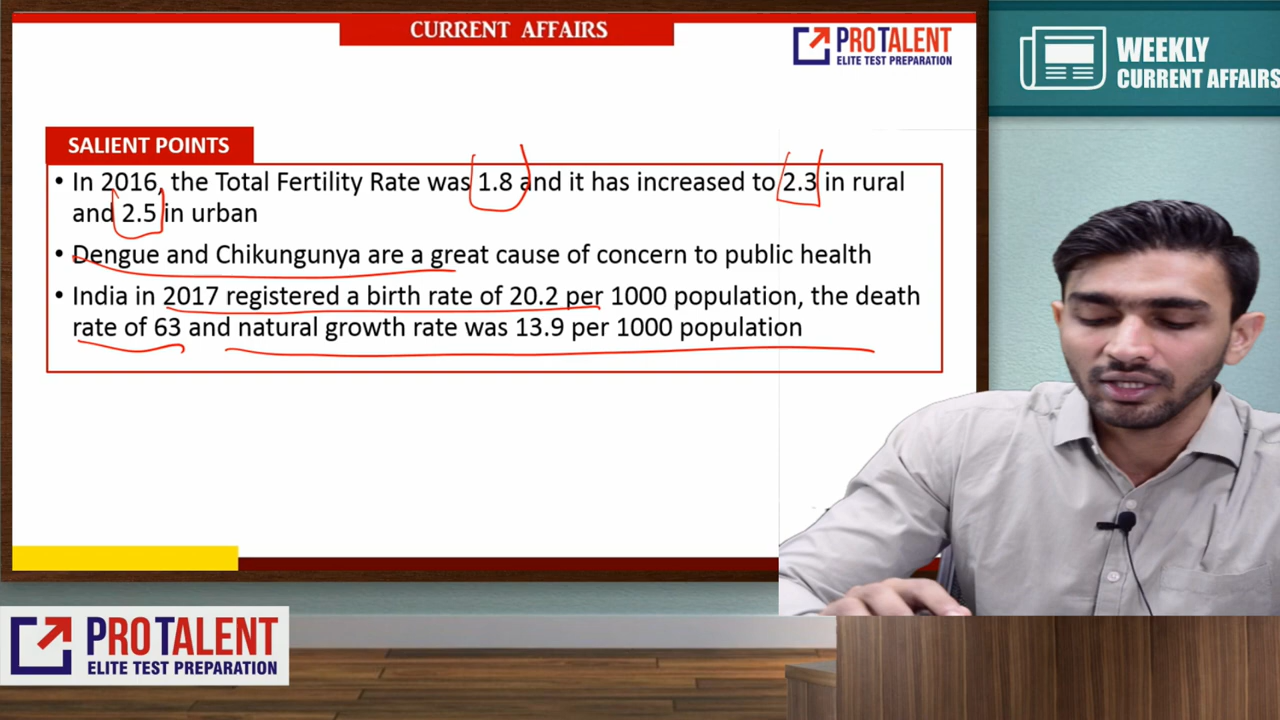 CURRENT AFFAIRS
PROTALENT
ELITE TEST PREPARATION
WEEKLY
CURRENT AFFAIRS
SALIENT POINTS
• In 2016, the Total Fertility Rate was 1.8 and it has increased to 2.3 in rural
and 2.5 in urban
• Dengue and Chikungunya are a great cause of concern to public health
• India in 2017 registered a birth rate of 20.2 per 1000 population, the death
rate of 63 and natural growth rate was 13.9 per 1000 population
PROTALENT
ELITE TEST PREPARATION